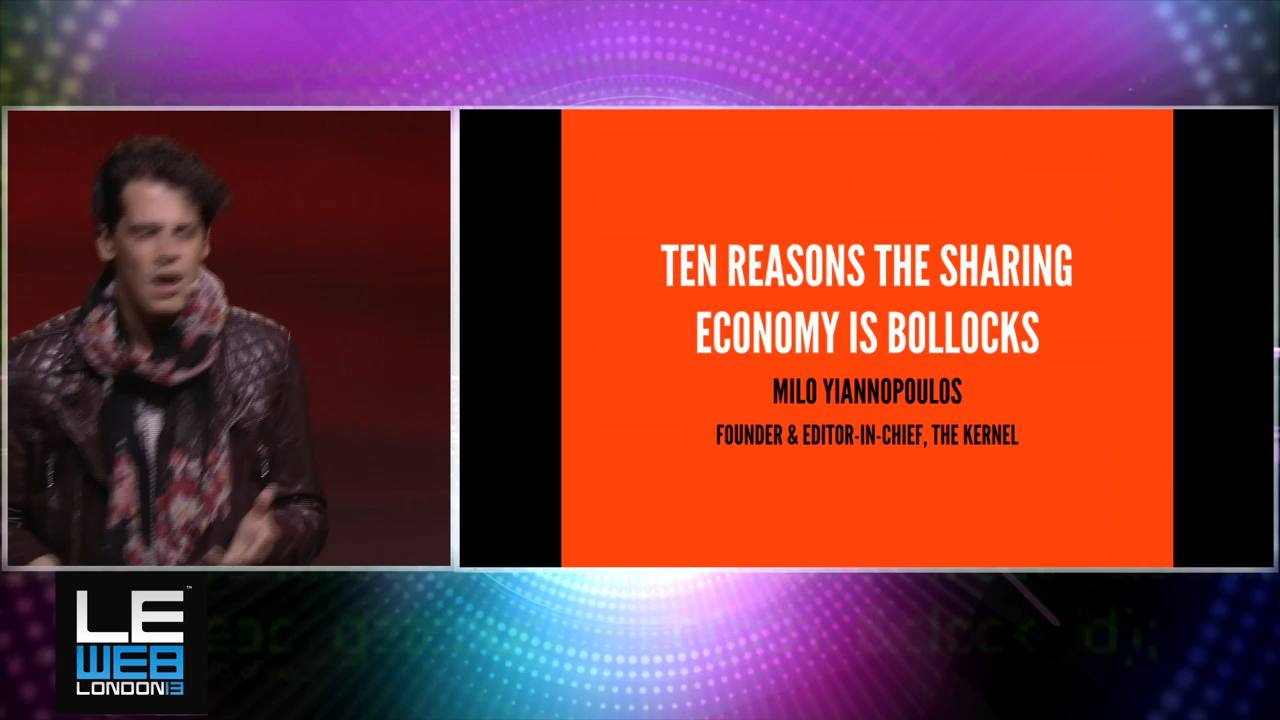 TEN REASONS THE SHARING
ECONOMY IS BOLLOCKS
MILO YIANNOPOULOS
FOUNDER & EDITOR-IN-CHIEF, THE KERNEL
LE
WEB
LONDON13